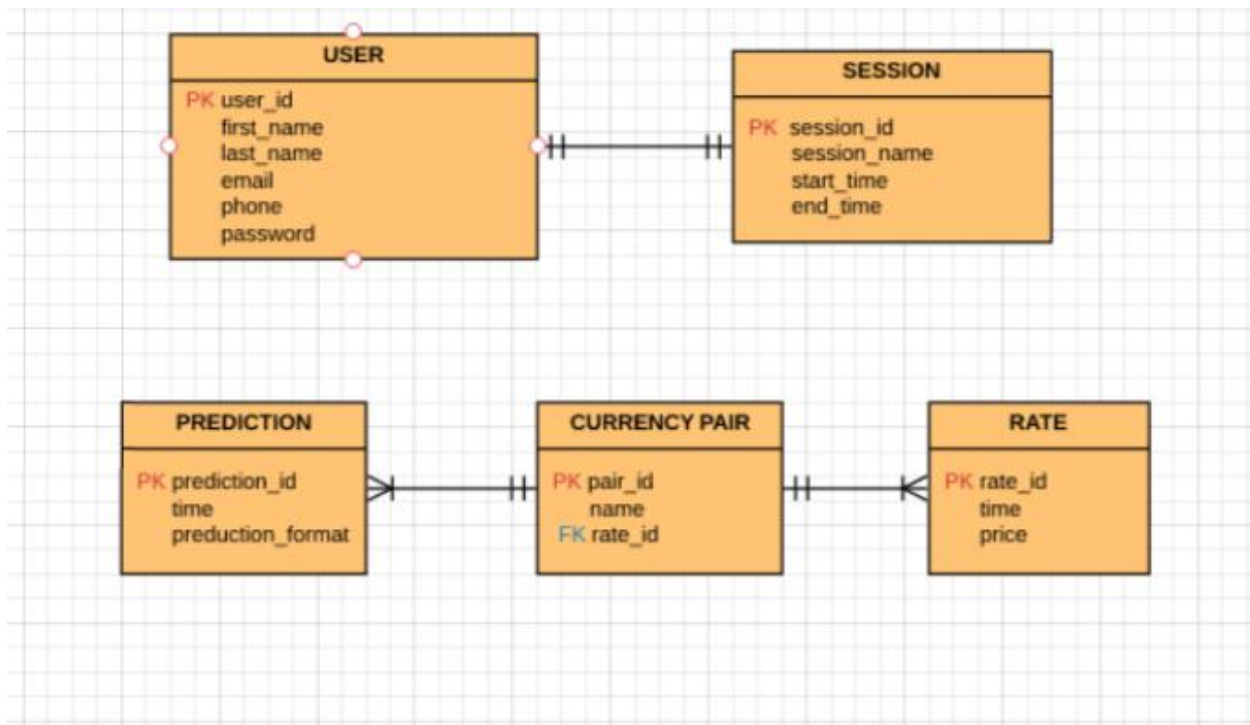 USER
PK user_id
first_name
last_name
email
phone
password
SESSION
PK session_id
session_name
start_time
end_time
PREDICTION
PK prediction_id
time
preduction_format
CURRENCY PAIR
PK pair_id
name
FK rate_id
RATE
PK rate_id
time
price